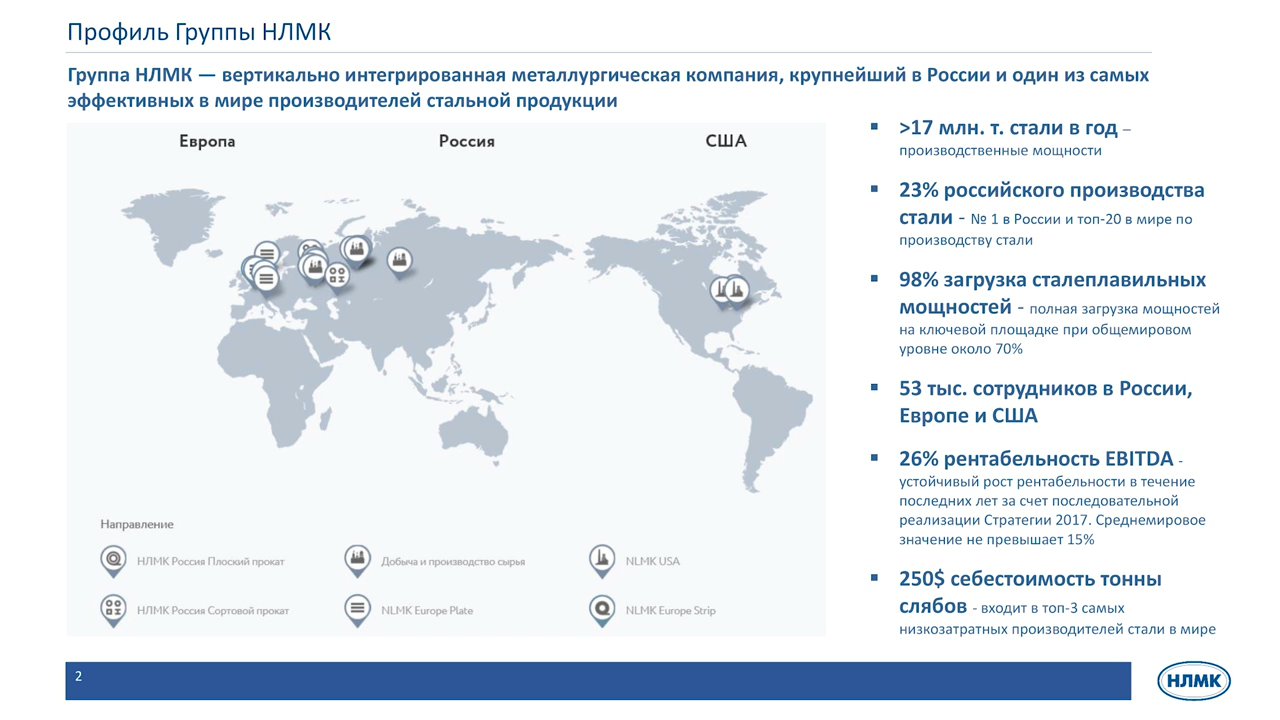 Профиль Группы НЛМК
Группа НЛМК — вертикально интегрированная металлургическая компания, крупнейший в России и один из самых
эффективных в мире производителей стальной продукции
Европа
Россия
США
Направление
НЛМК Россия Плоский прокат
Добыча и производство сырья
NLMK USA
НЛМК Россия Сортовой прокат
NLMK Europe Plate
NLMK Europe Strip
▪ >17 млн. т. стали в год –
производственные мощности
▪ 23% российского производства
стали - № 1 в России и топ-20 в мире по
производству стали
▪ 98% загрузка сталеплавильных
мощностей - полная загрузка мощностей
на ключевой площадке при общемировом
уровне около 70%
▪ 53 тыс. сотрудников в России,
Европе и США
▪ 26% рентабельность EBITDA -
устойчивый рост рентабельности в течение
последних лет за счет последовательной
реализации Стратегии 2017. Среднемировое
значение не превышает 15%
▪ 250$ себестоимость тонны
слябов - входит в топ-3 самых
низкозатратных производителей стали в мире
2
НЛМК